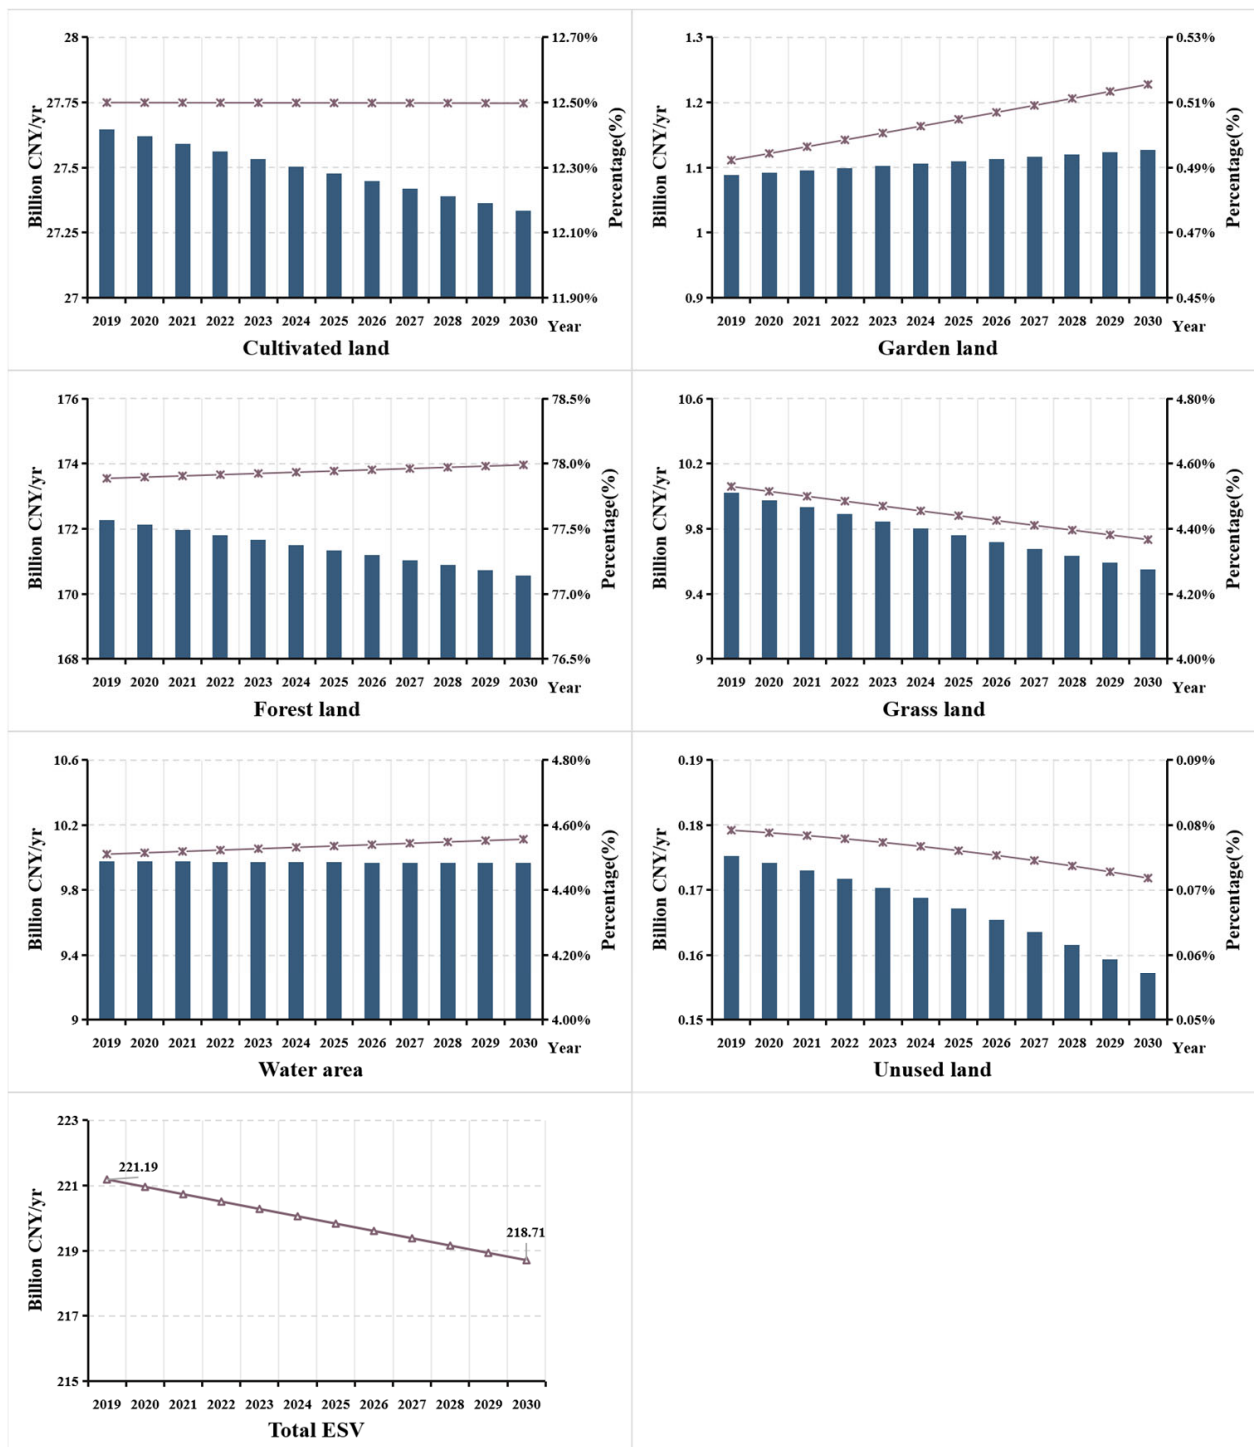 28
27.75
27.5
27.25
27
Billion CNY/yr
12.70%
12.50%
12.30%
12.10%
11.90%
Percentage(%)
2019 2020 2021 2022 2023 2024 2025 2026 2027 2028 2029 2030 Year
Cultivated land
1.3
1.2
1.1
1
0.9
Billion CNY/yr
0.53%
0.51%
0.49%
0.47%
0.45%
Percentage(%)
2019 2020 2021 2022 2023 2024 2025 2026 2027 2028 2029 2030 Year
Garden land
176
174
172
170
168
Billion CNY/yr
78.5%
78.0%
77.5%
77.0%
76.5%
Percentage(%)
2019 2020 2021 2022 2023 2024 2025 2026 2027 2028 2029 2030 Year
Forest land
10.6
10.2
9.8
9.4
9
Billion CNY/yr
4.80%
4.60%
4.40%
4.20%
4.00%
Percentage(%)
2019 2020 2021 2022 2023 2024 2025 2026 2027 2028 2029 2030 Year
Grass land
10.6
10.2
9.8
9.4
9
Billion CNY/yr
4.80%
4.60%
4.40%
4.20%
4.00%
Percentage(%)
2019 2020 2021 2022 2023 2024 2025 2026 2027 2028 2029 2030 Year
Water area
0.19
0.18
0.17
0.16
0.15
Billion CNY/yr
0.09%
0.08%
0.07%
0.06%
0.05%
Percentage(%)
2019 2020 2021 2022 2023 2024 2025 2026 2027 2028 2029 2030 Year
Unused land
223
221
219
217
215
Billion CNY/yr
221.19
218.71
2019 2020 2021 2022 2023 2024 2025 2026 2027 2028 2029 2030
Total ESV